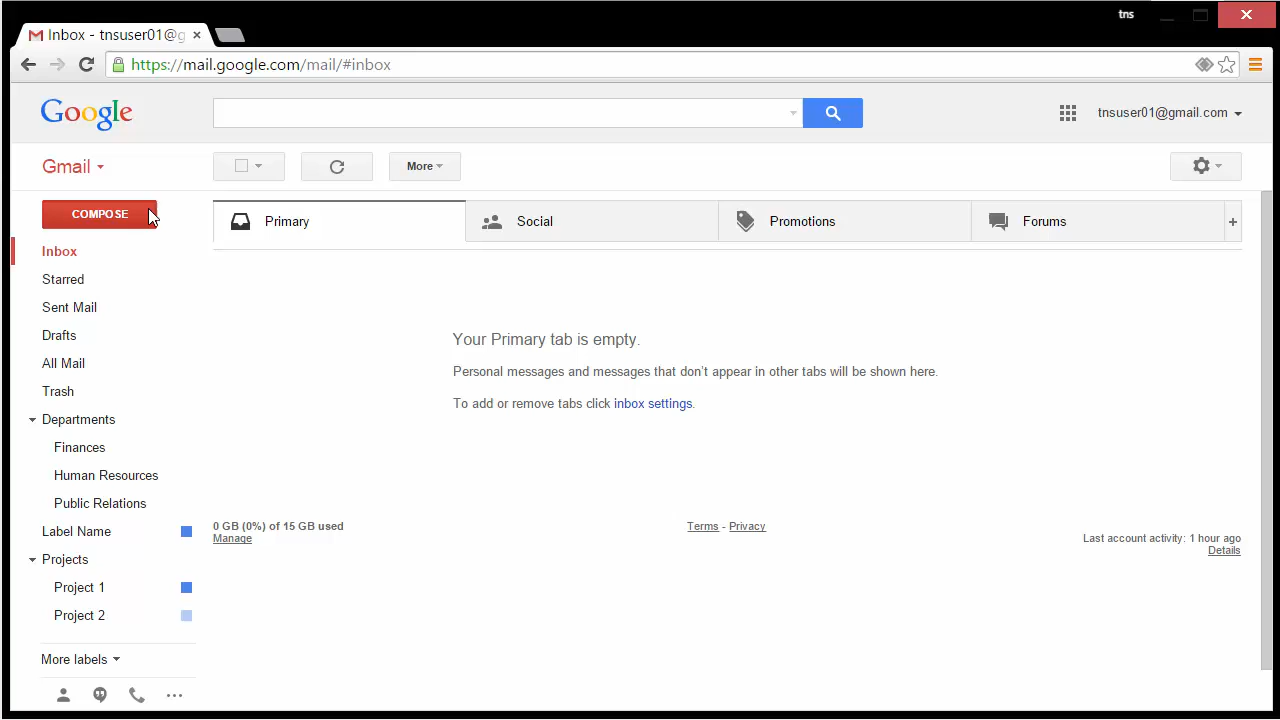 tns
Inbox - tnsuser01@g
https://mail.google.com/mail/#inbox
Google
tnsuser01@gmail.com
Gmail
More
COMPOSE
Primary
Social
Promotions
Forums
+
Inbox
Starred
Sent Mail
Drafts
All Mail
Trash
Departments
Finances
Human Resources
Public Relations
Label Name
Projects
Project 1
Project 2
More labels
Your Primary tab is empty.
Personal messages and messages that don't appear in other tabs will be shown here.
To add or remove tabs click inbox settings.
0 GB (0%) of 15 GB used
Manage
Terms - Privacy
Last account activity: 1 hour ago
Details